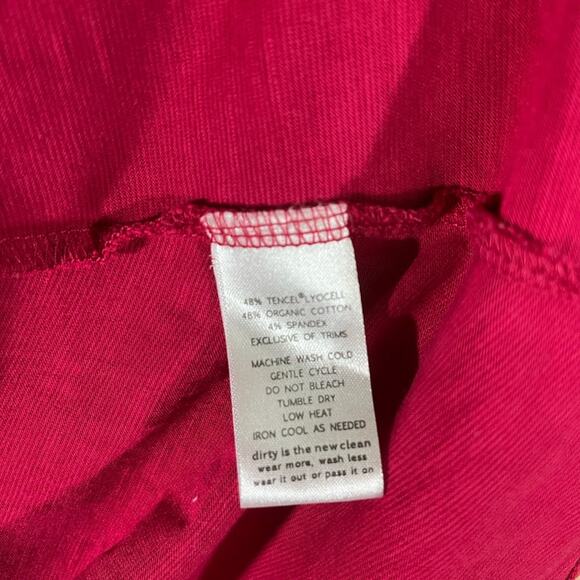 48% TENCEL® LYOCELL
48% ORGANIC COTTON
4% SPANDEX
EXCLUSIVE OF TRIMS
MACHINE WASH COLD
GENTLE CYCLE
DO NOT BLEACH
TUMBLE DRY
LOW HEAT
IRON COOL AS NEEDED
dirty is the new clean
wear more, wash less
wear it out or pass it on